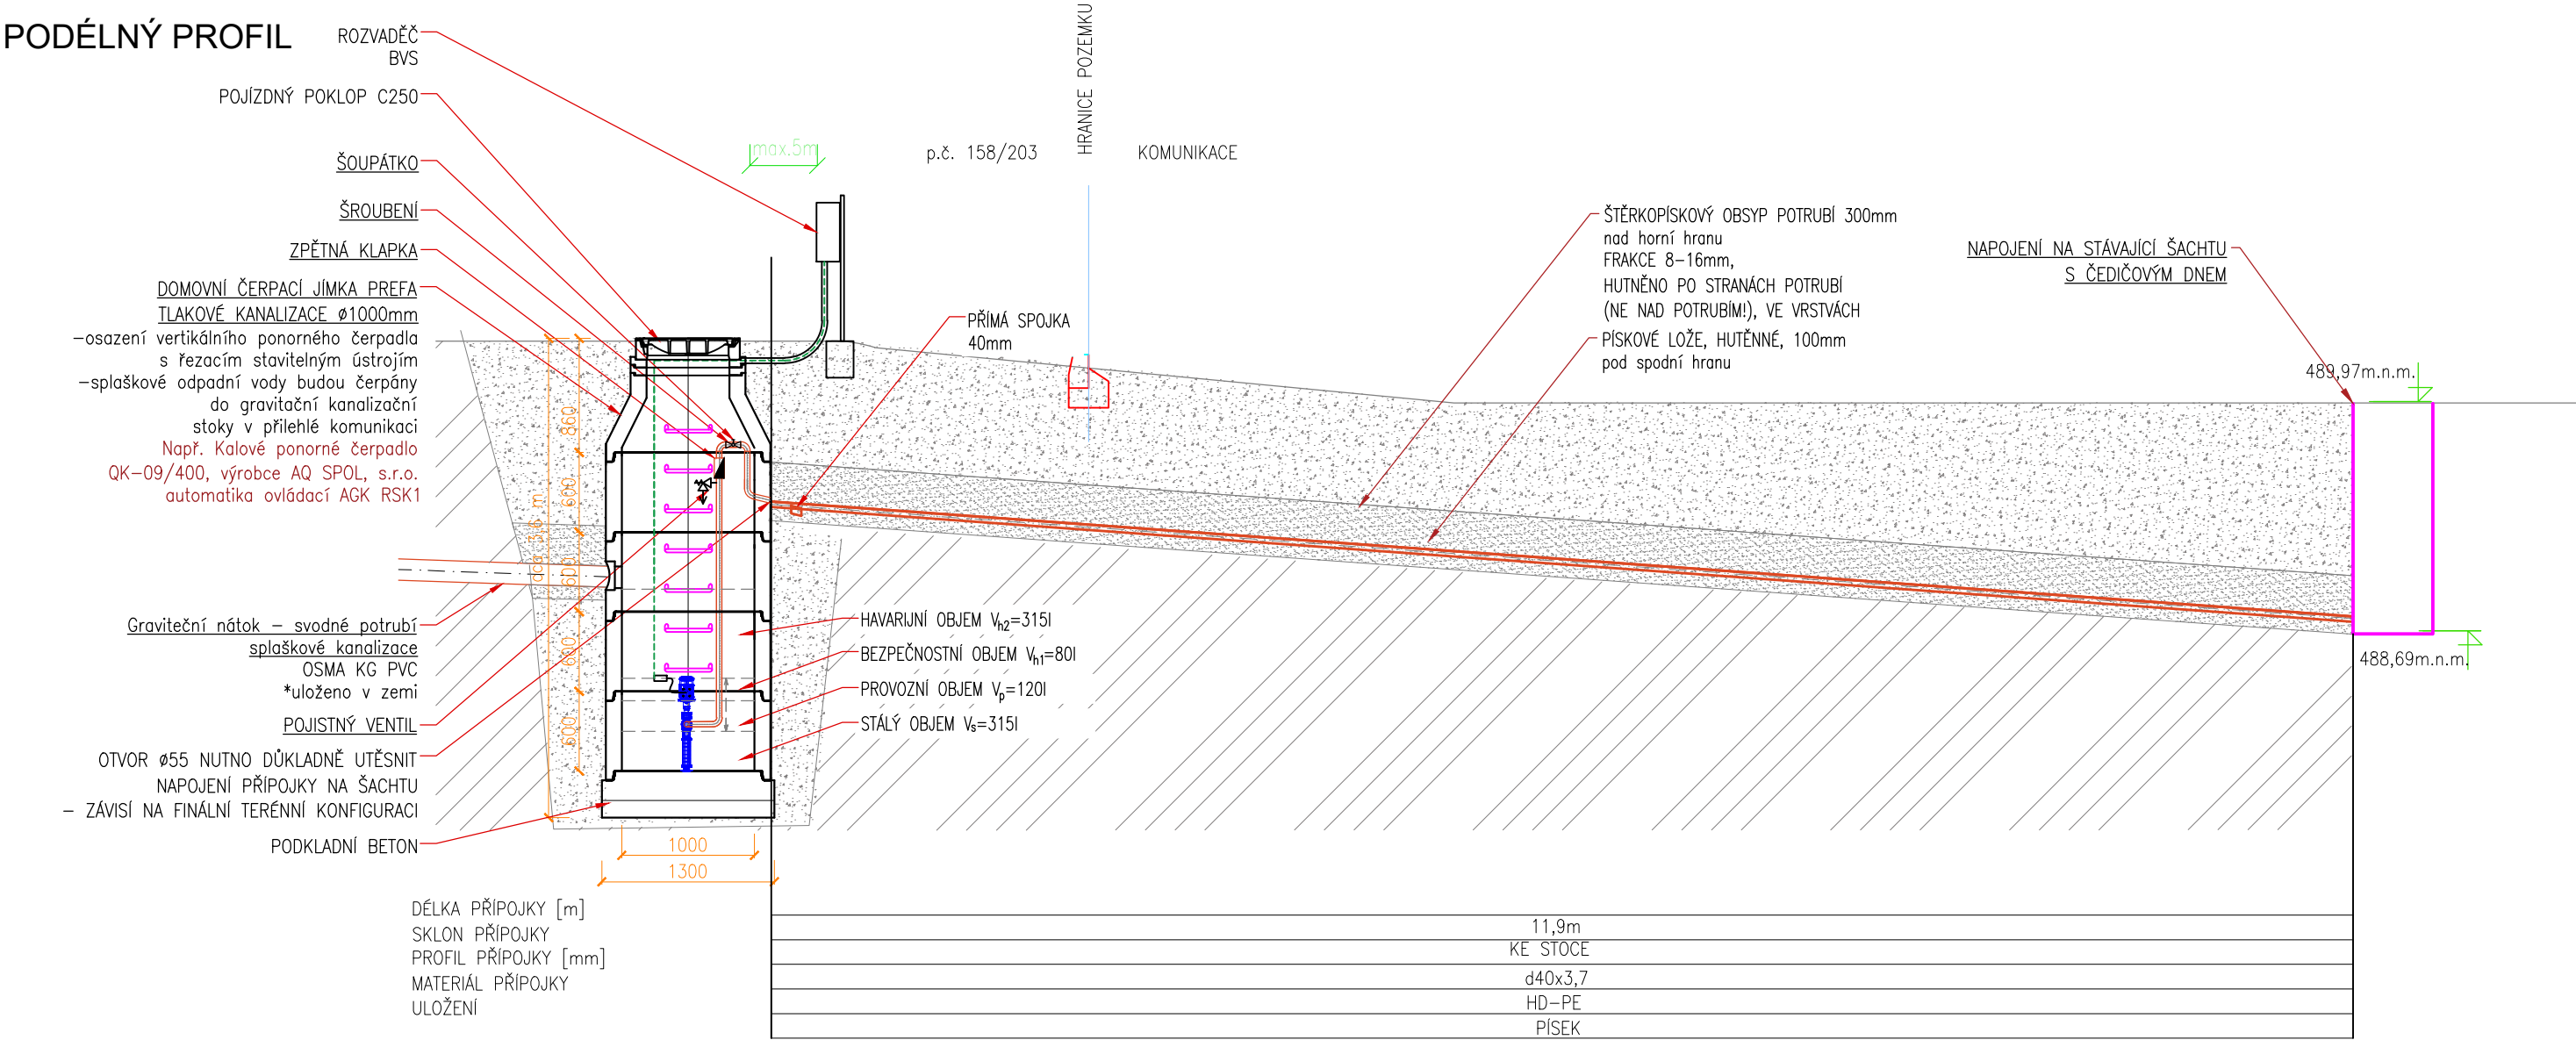 PODÉLNÝ PROFIL
ROZVADĚČ
BVS
POJÍZDNÝ POKLOP C250
ŠOUPÁTKO
ŠROUBENÍ
ZPĚTNÁ KLAPKA
DOMOVNÍ ČERPACÍ JÍMKA PREFA
TLAKOVÉ KANALIZACE ø1000mm
-osazení vertikálního ponorného čerpadla
s řezacím stavitelným ústrojím
-splaškové odpadní vody budou čerpány
do gravitační kanalizační
stoky v přilehlé komunikaci
Např. Kalové ponorné čerpadlo
QK-09/400, výrobce AQ SPOL, s.r.o.
automatika ovládací AGK RSK1
Graviteční nátok - svodné potrubí
splaškové kanalizace
OSMA KG PVC
*uloženo v zemi
POJISTNÝ VENTIL
OTVOR ø55 NUTNO DŮKLADNĚ UTĚSNIT
NAPOJENÍ PŘÍPOJKY NA ŠACHTU
- ZÁVISÍ NA FINÁLNÍ TERÉNNÍ KONFIGURACI
PODKLADNÍ BETON
max.5m
p.č. 158/203
HRANICE POZEMKU
KOMUNIKACE
PŘÍMÁ SPOJKA
40mm
ŠTĚRKOPÍSKOVÝ OBSYP POTRUBÍ 300mm
nad horní hranu
FRAKCE 8-16mm,
HUTNĚNO PO STRANÁCH POTRUBÍ
(NE NAD POTRUBÍM!), VE VRSTVÁCH
PÍSKOVÉ LOŽE, HUTĚNNÉ, 100mm
pod spodní hranu
NAPOJENÍ NA STÁVAJÍCÍ ŠACHTU
S ČEDIČOVÝM DNEM
489,97m.n.m.
488,69m.n.m.
860
600
600
600
600
HAVARIJNÍ OBJEM Vh2=315l
BEZPEČNOSTNÍ OBJEM Vh1=80l
PROVOZNÍ OBJEM Vp=120l
STÁLÝ OBJEM Vs=315l
1000
1300
DÉLKA PŘÍPOJKY [m]
11,9m
SKLON PŘÍPOJKY
KE STOCE
PROFIL PŘÍPOJKY [mm]
d40x3,7
MATERIÁL PŘÍPOJKY
HD-PE
ULOŽENÍ
PÍSEK